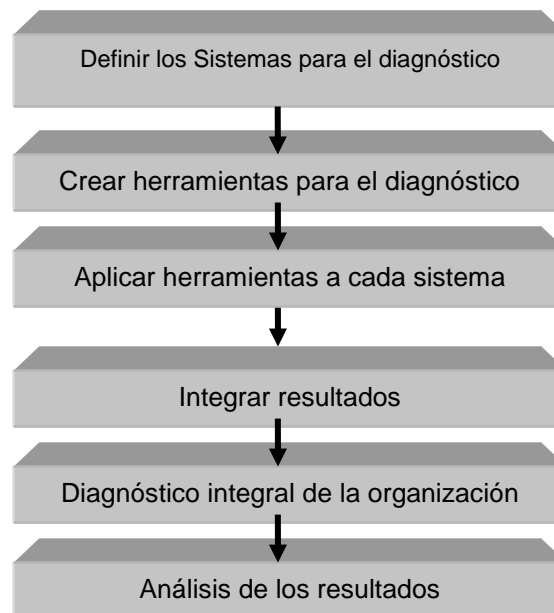 Definir los Sistemas para el diagnóstico
Crear herramientas para el diagnóstico
Aplicar herramientas a cada sistema
Integrar resultados
Diagnóstico integral de la organización
Análisis de los resultados